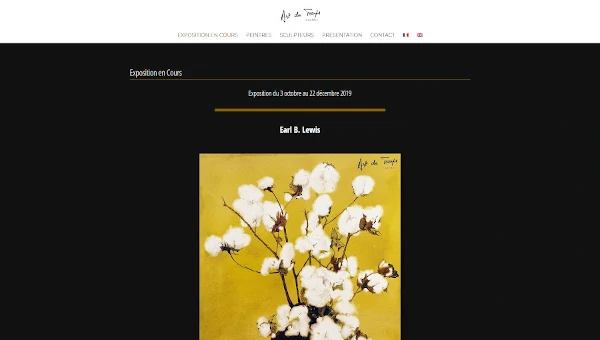 Art du Temps
EXPOSITION EN COURS PEINTRES SCULPTEURS PRESENTATION CONTACT
Exposition en Cours
Exposition du 3 octobre au 22 décembre 2019
Earl B. Lewis
Art du Temps